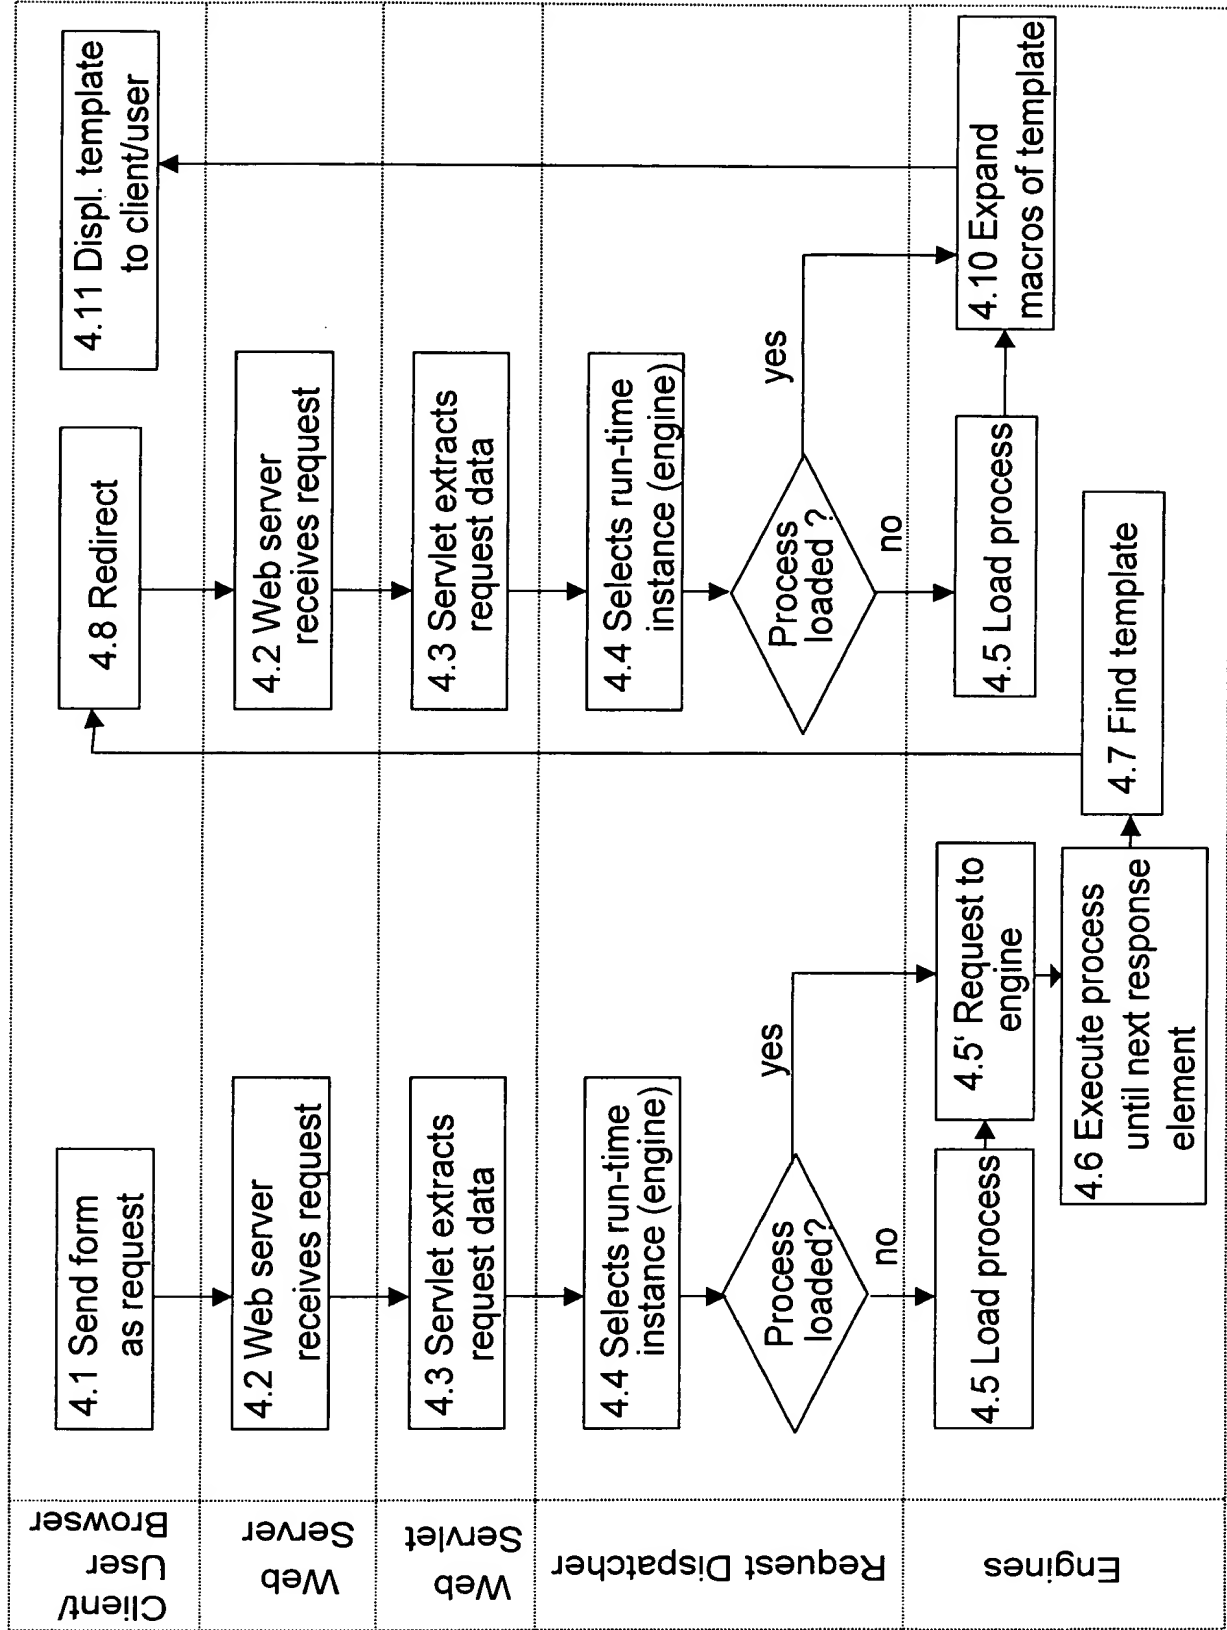 Client/
User
Browser
4.1 Send form
as request
4.8 Redirect
4.11 Displ. template
to client/user
Web
Server
4.2 Web server
receives request
4.2 Web server
receives request
Web
Servlet
4.3 Servlet extracts
request data
4.3 Servlet extracts
request data
Request Dispatcher
4.4 Selects run-time
instance (engine)
4.4 Selects run-time
instance (engine)
Process
loaded?
yes
no
Process
loaded ?
yes
no
Engines
4.5 Load process
4.5' Request to
engine
4.6 Execute process
until next response
element
4.7 Find template
4.5 Load process
4.10 Expand
macros of template